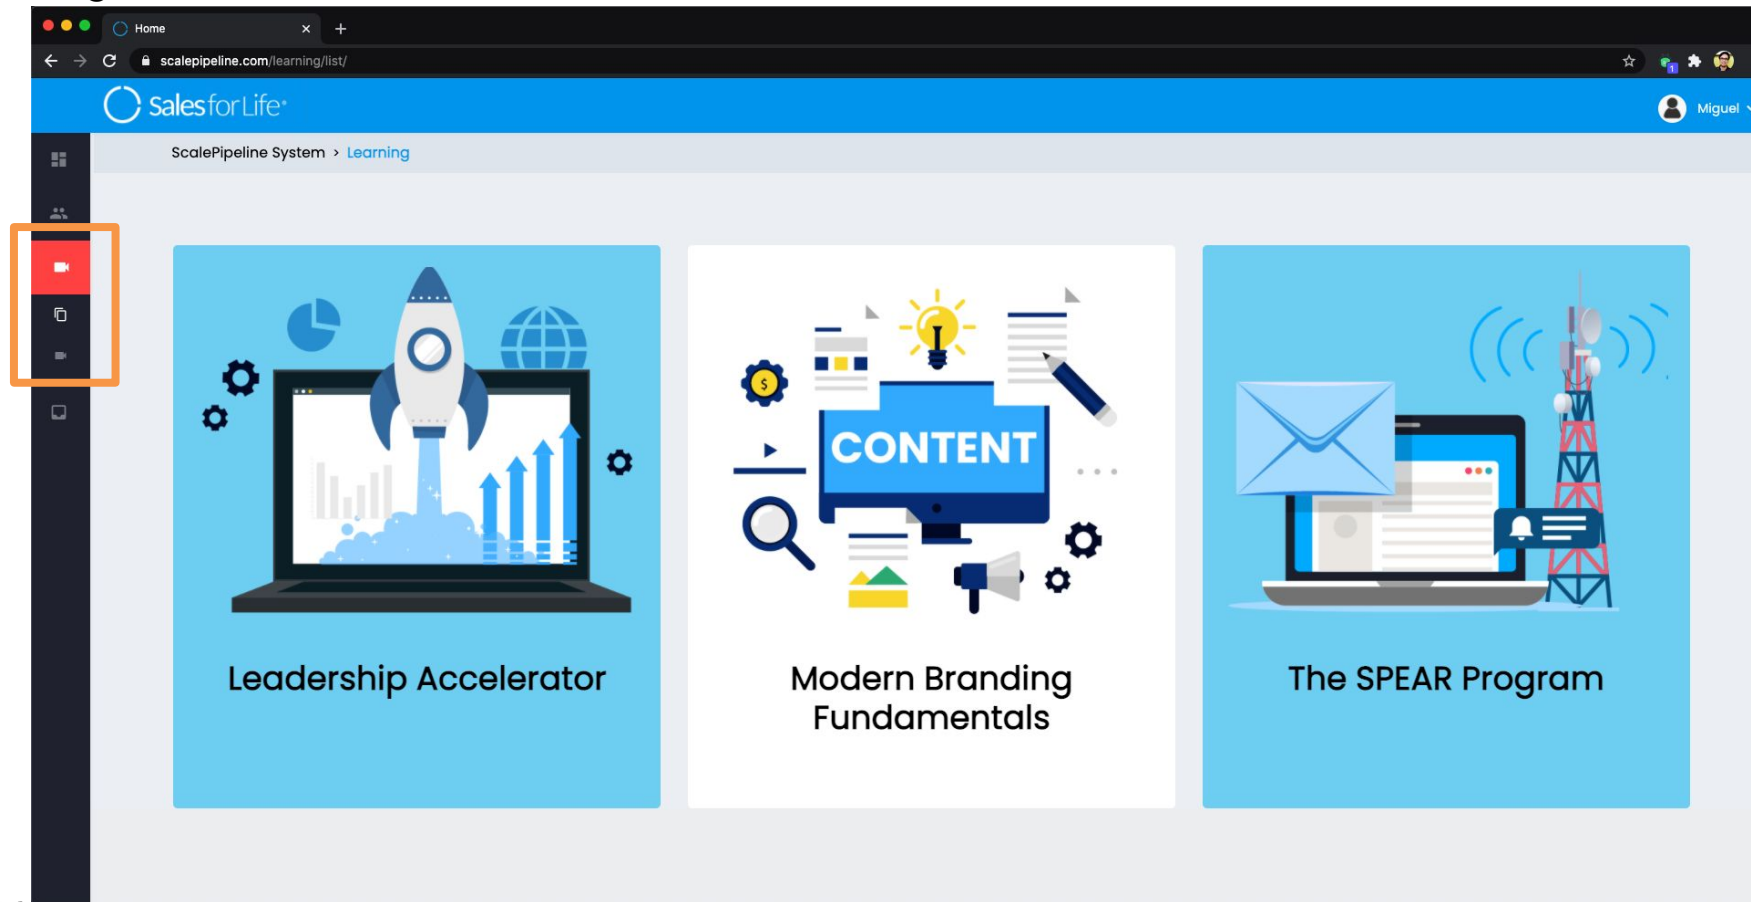 Home
scalepipeline.com/learning/list/
1
Sales for Life
Miguel
ScalePipeline System > Learning
$
CONTENT
Leadership Accelerator
Modern Branding
Fundamentals
The SPEAR Program